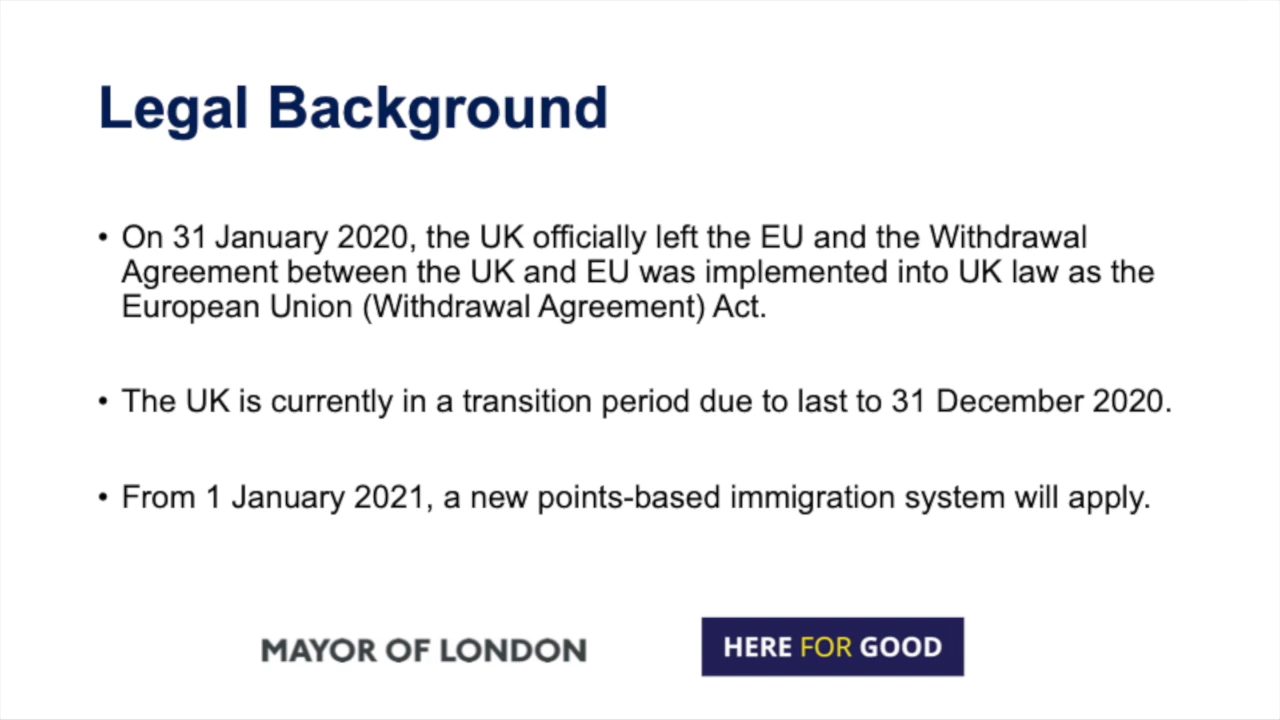 Legal Background
• On 31 January 2020, the UK officially left the EU and the Withdrawal
Agreement between the UK and EU was implemented into UK law as the
European Union (Withdrawal Agreement) Act.
• The UK is currently in a transition period due to last to 31 December 2020.
• From 1 January 2021, a new points-based immigration system will apply.
MAYOR OF LONDON
HERE FOR GOOD